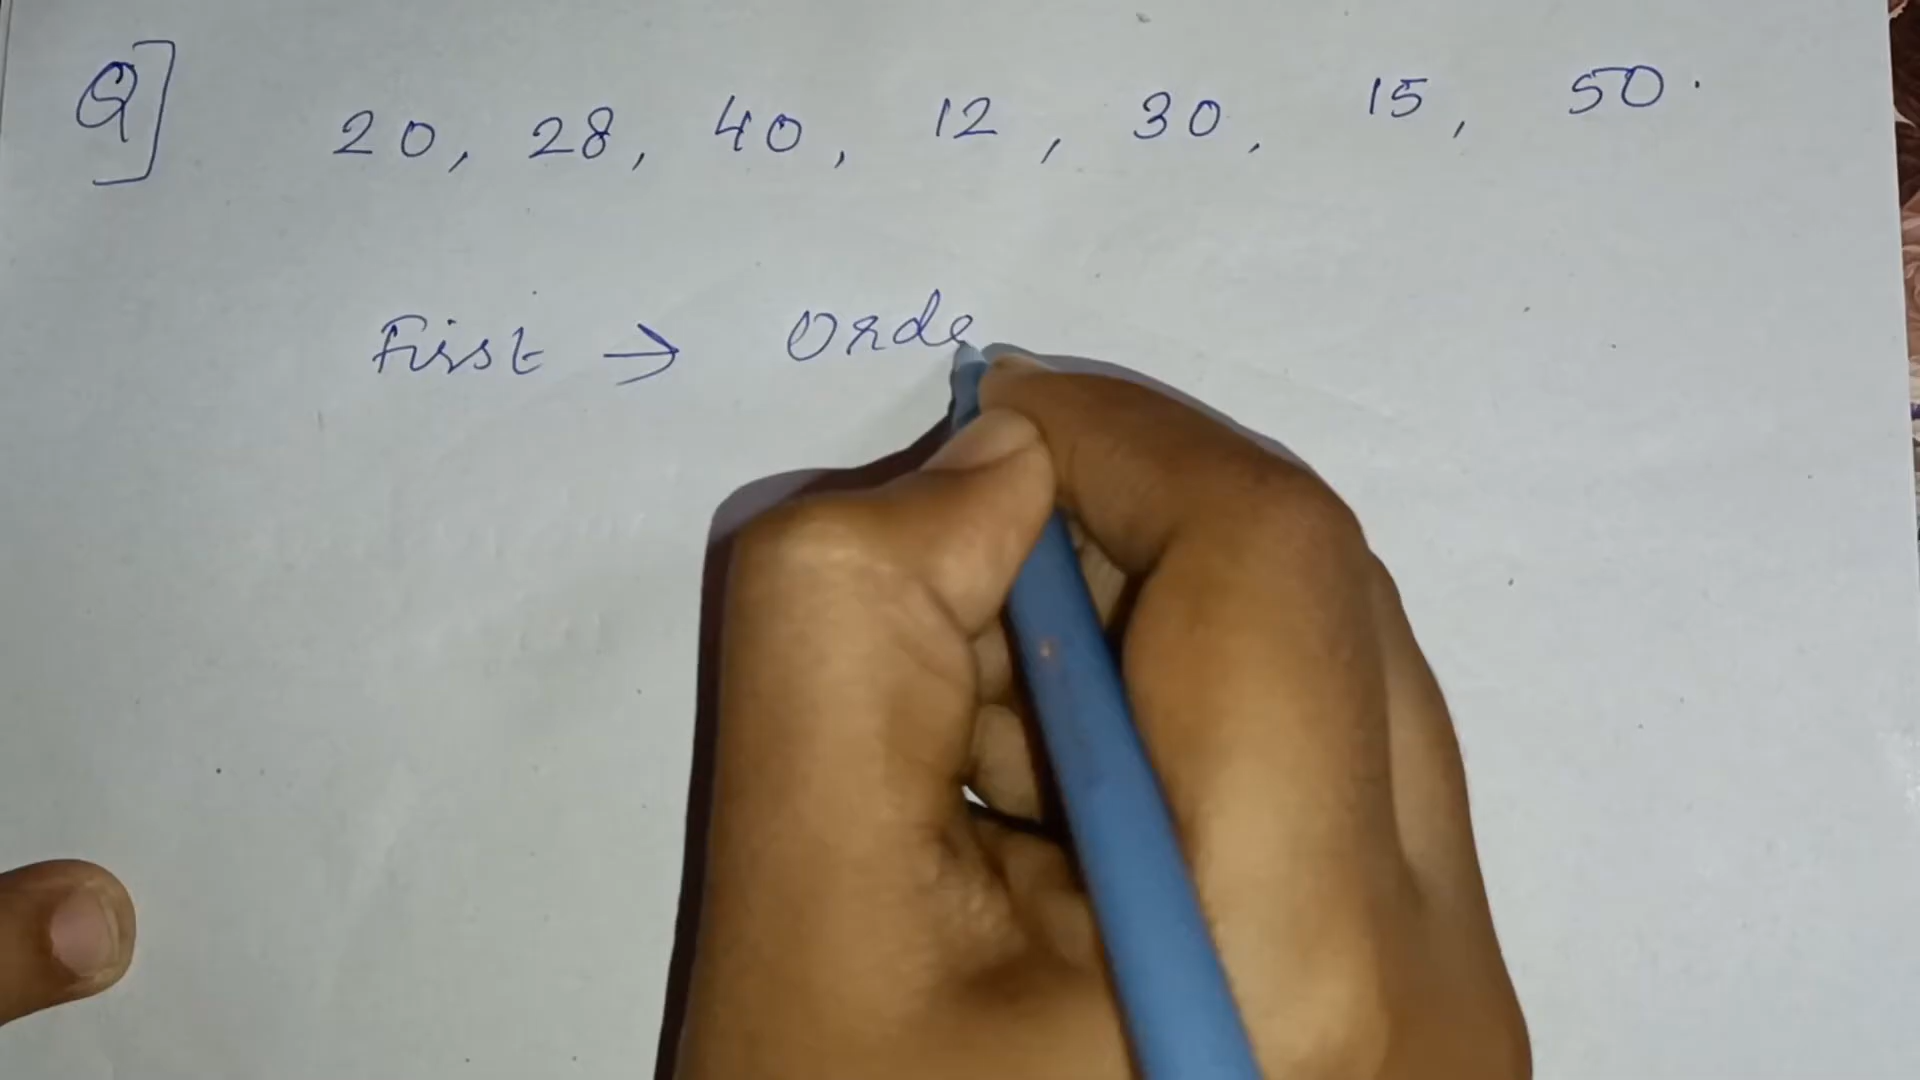 Q] 20, 28, 40, 12, 30, 15, 50.
First → Orde